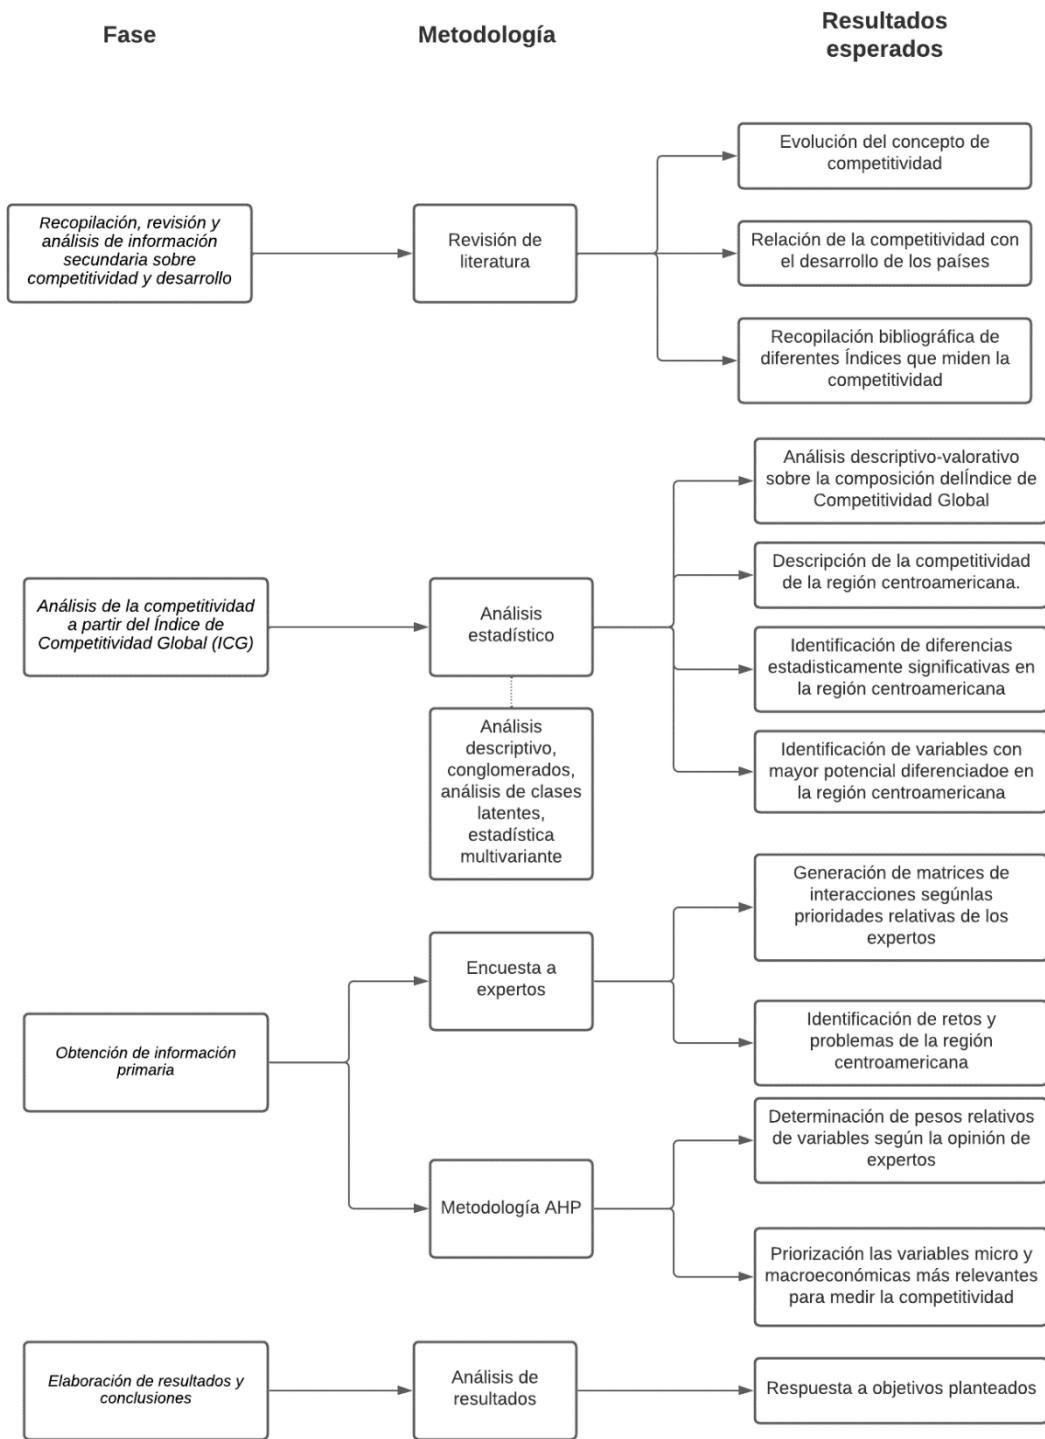 Fase
Metodología
Resultados
esperados
Recopilación, revisión y
análisis de información
secundaria sobre
competitividad y desarrollo
Revisión de
literatura
Evolución del concepto de
competitividad
Relación de la competitividad con
el desarrollo de los países
Recopilación bibliográfica de
diferentes Índices que miden la
competitividad
Análisis de la competitividad
a partir del Índice de
Competitividad Global (ICG)
Análisis
estadístico
Análisis
descriptivo,
conglomerados,
análisis de clases
latentes,
estadística
multivariante
Análisis descriptivo-valorativo
sobre la composición delÍndice de
Competitividad Global
Descripción de la competitividad
de la región centroamericana.
Identificación de diferencias
estadisticamente significativas en
la región centroamericana
Identificación de variables con
mayor potencial diferenciadoe en
la región centroamericana
Obtención de información
primaria
Encuesta a
expertos
Generación de matrices de
interacciones segúnlas
prioridades relativas de los
expertos
Identificación de retos y
problemas de la región
centroamericana
Metodología AHP
Determinación de pesos relativos
de variables según la opinión de
expertos
Priorización las variables micro y
macroeconómicas más relevantes
para medir la competitividad
Elaboración de resultados y
conclusiones
Análisis de
resultados
Respuesta a objetivos planteados